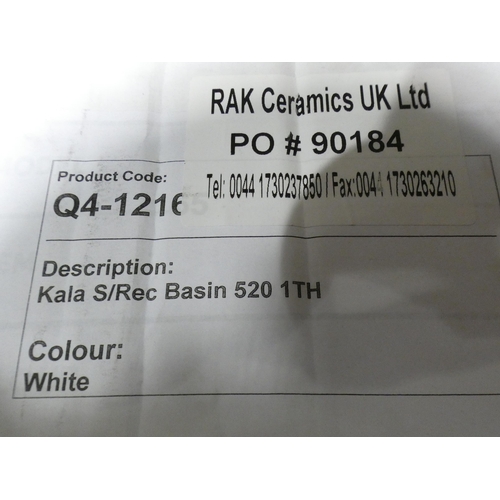 RAK Ceramics UK Ltd
PO # 90184
Tel: 0044 1730237850 / Fax:0044 1730263210
Product Code:
Q4-1216
Description:
Kala S/Rec Basin 520 1TH
Colour:
White